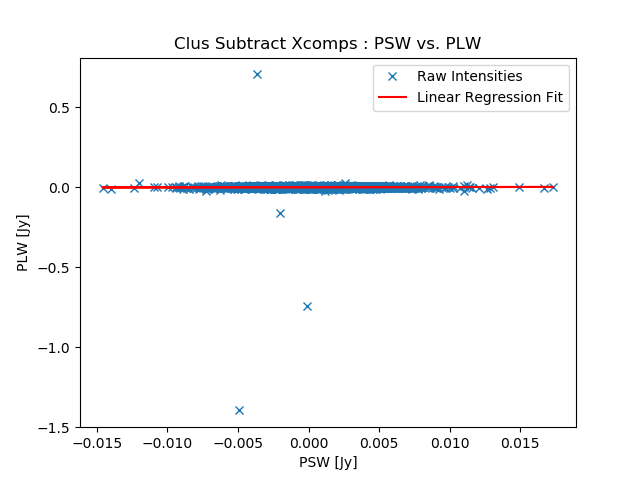 Clus Subtract Xcomps : PSW vs. PLW
Raw Intensities
Linear Regression Fit
PLW [Jy]
0.5
0.0
−0.5
−1.0
−1.5
−0.015 −0.010 −0.005 0.000 0.005 0.010 0.015
PSW [Jy]